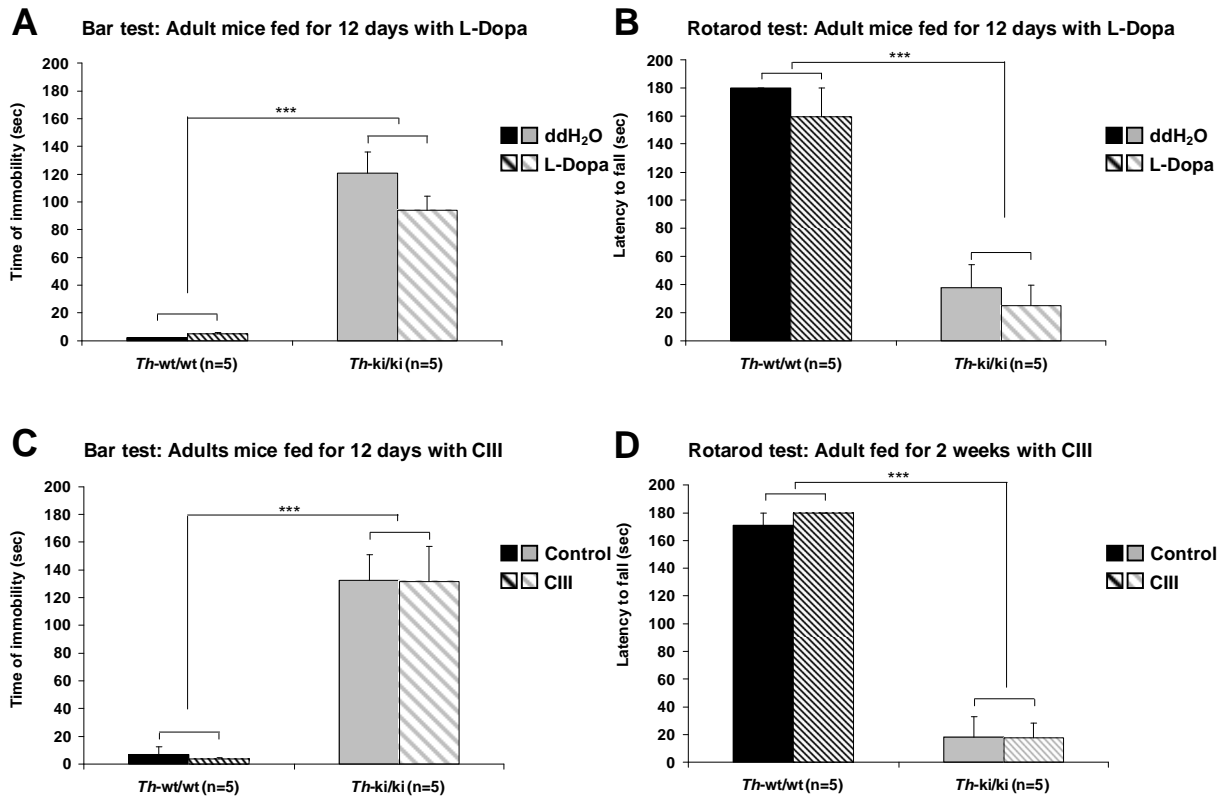 A
Bar test: Adult mice fed for 12 days with L-Dopa
200
180
160
140
120
100
80
60
40
20
0
Time of immobility (sec)
***
ddH₂O
L-Dopa
Th-wt/wt (n=5)
Th-ki/ki (n=5)
B
Rotarod test: Adult mice fed for 12 days with L-Dopa
200
180
160
140
120
100
80
60
40
20
0
Latency to fall (sec)
***
ddH₂O
L-Dopa
Th-wt/wt (n=5)
Th-ki/ki (n=5)
C
Bar test: Adults mice fed for 12 days with CIII
200
180
160
140
120
100
80
60
40
20
0
Time of immobility (sec)
***
Control
CIII
Th-wt/wt (n=5)
Th-ki/ki (n=5)
D
Rotarod test: Adult fed for 2 weeks with CIII
200
180
160
140
120
100
80
60
40
20
0
Latency to fall (sec)
***
Control
CIII
Th-wt/wt (n=5)
Th-ki/ki (n=5)